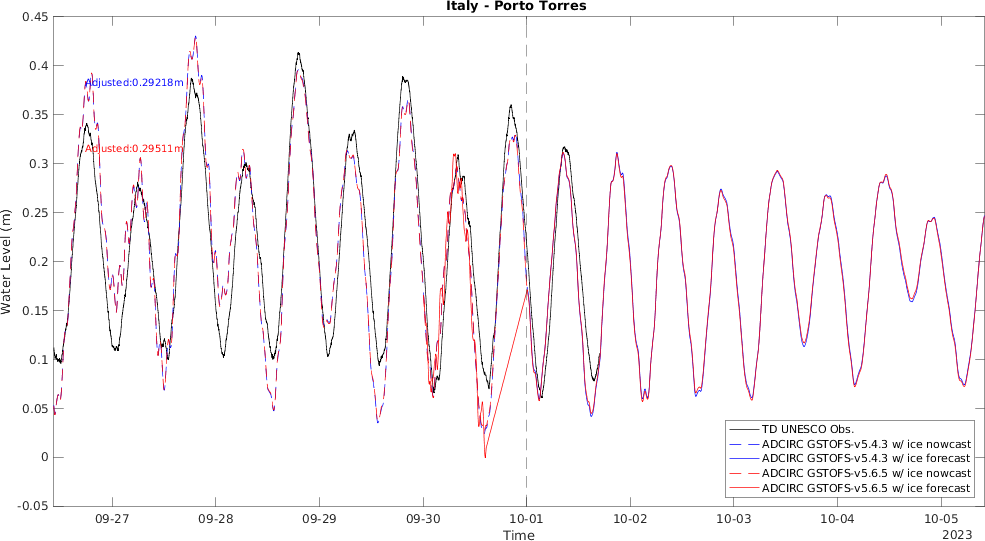 Italy - Porto Torres
0.45
0.4
0.35
0.3
0.25
0.2
0.15
0.1
0.05
0
-0.05
Water Level (m)
Adjusted:0.29218m
Adjusted:0.29511m
TD UNESCO Obs.
ADCIRC GSTOFS-v5.4.3 w/ ice nowcast
ADCIRC GSTOFS-v5.4.3 w/ ice forecast
ADCIRC GSTOFS-v5.6.5 w/ ice nowcast
ADCIRC GSTOFS-v5.6.5 w/ ice forecast
09-27 09-28 09-29 09-30 10-01 10-02 10-03 10-04 10-05
Time
2023